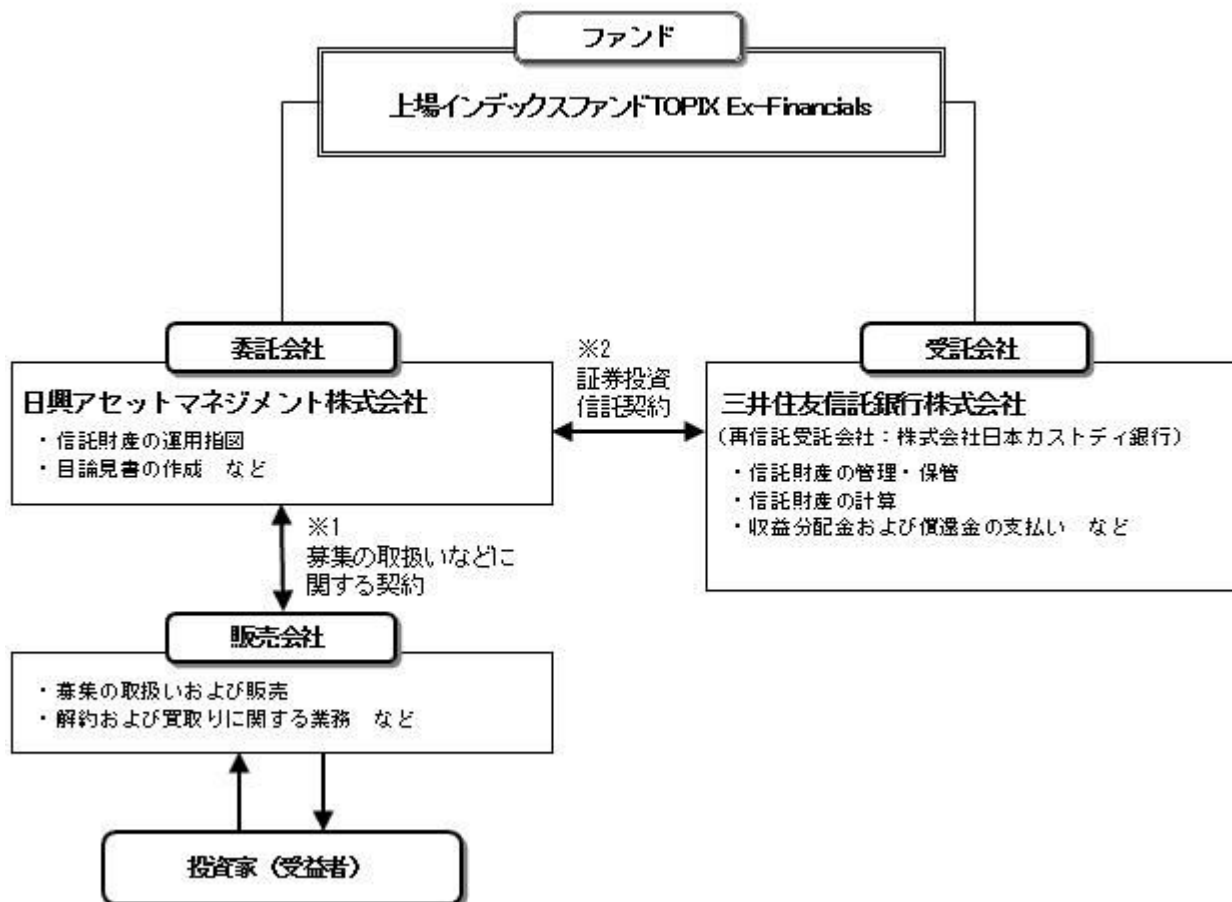 ファンド
上場インデックスファンドTOPIX Ex-Financials
委託会社
日興アセットマネジメント株式会社
・信託財産の運用指図
・目論見書の作成　など
※2
証券投資
信託契約
受託会社
三井住友信託銀行株式会社
（再信託受託会社：株式会社日本カストディ銀行）
・信託財産の管理・保管
・信託財産の計算
・収益分配金および償還金の支払い　など
※1
募集の取扱いなどに
関する契約
販売会社
・募集の取扱いおよび販売
・解約および買取りに関する業務　など
投資家（受益者）